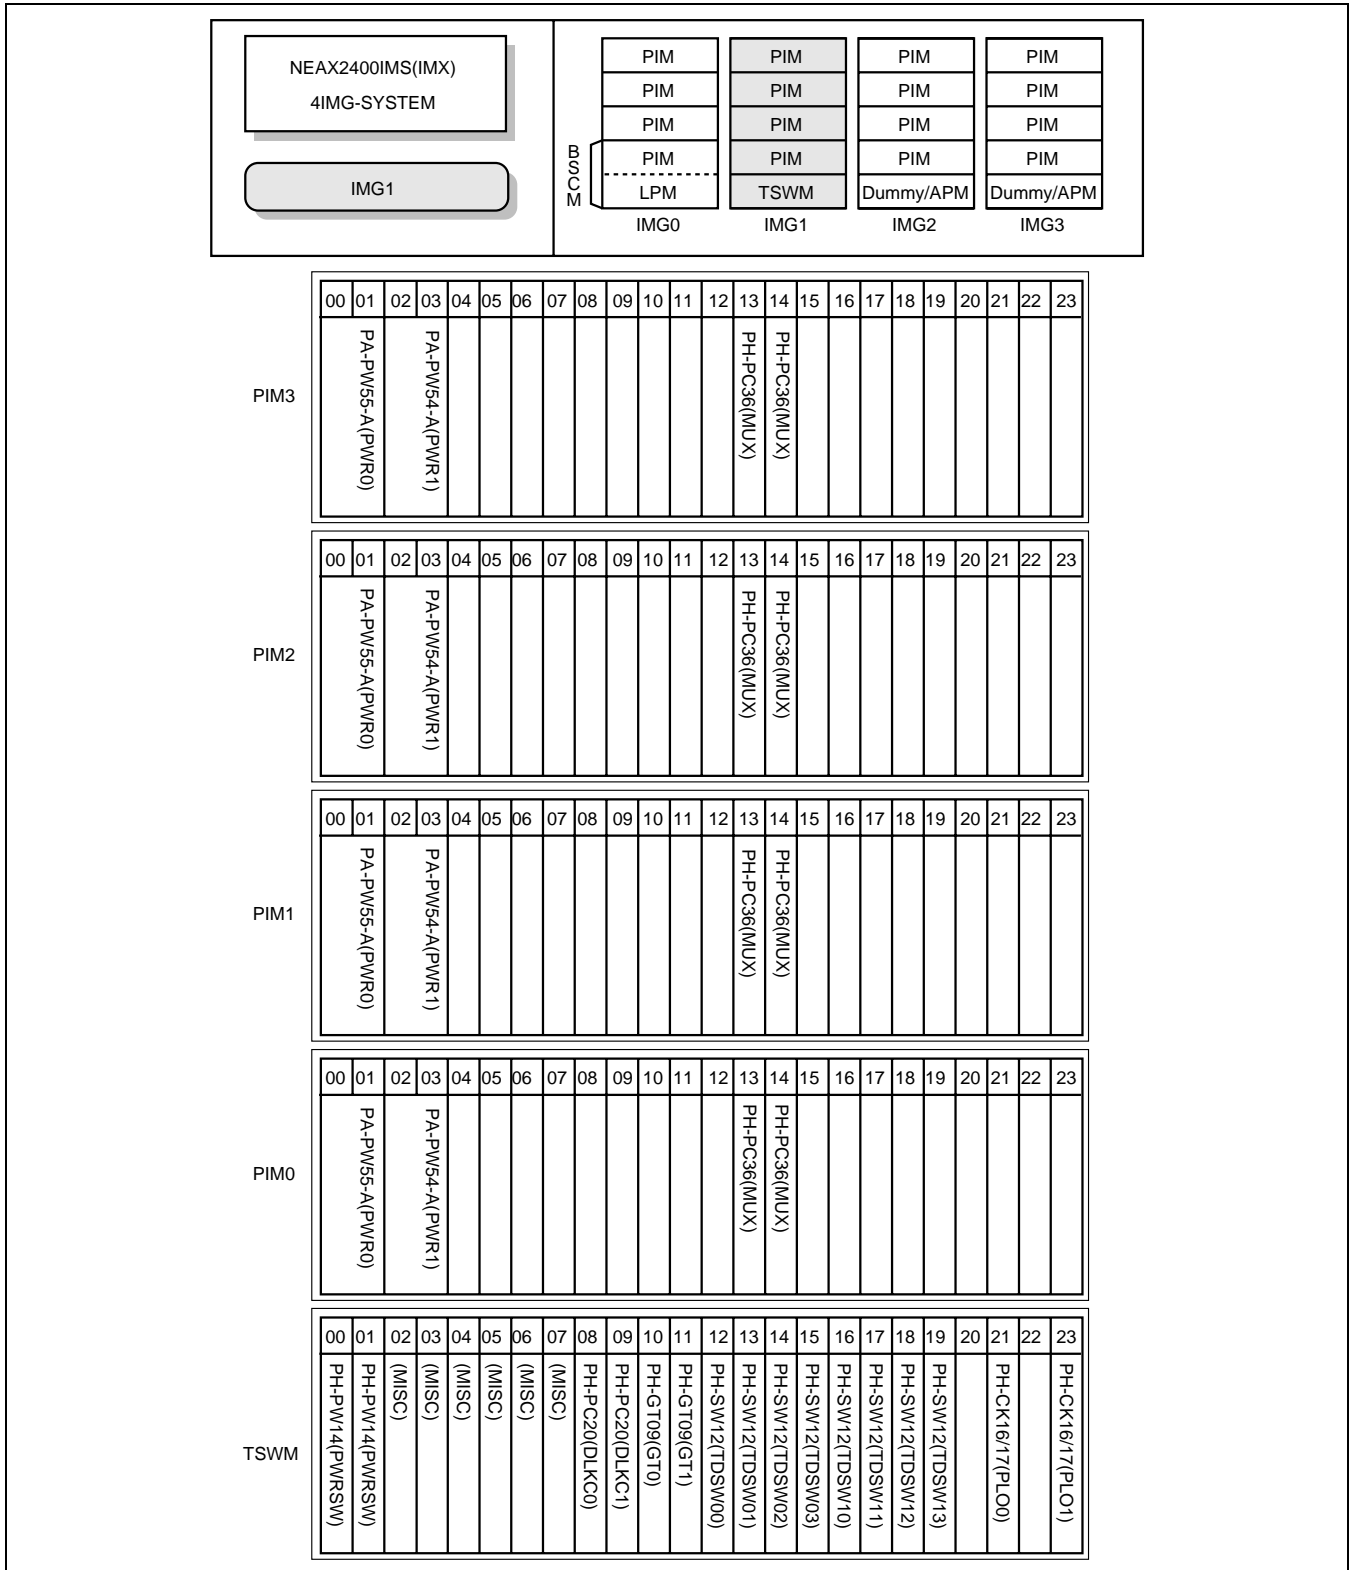 NEAX2400IMS(IMX)
4IMG-SYSTEM
IMG1
BSCM
PIM PIM PIM PIM
PIM PIM PIM PIM
PIM PIM PIM PIM
PIM PIM PIM PIM
LPM TSWM Dummy/APM Dummy/APM
IMG0 IMG1 IMG2 IMG3
PIM3
00 01 02 03 04 05 06 07 08 09 10 11 12 13 14 15 16 17 18 19 20 21 22 23
PA-PW55-A(PWR0)
PA-PW54-A(PWR1)
PH-PC36(MUX)
PH-PC36(MUX)
PIM2
00 01 02 03 04 05 06 07 08 09 10 11 12 13 14 15 16 17 18 19 20 21 22 23
PA-PW55-A(PWR0)
PA-PW54-A(PWR1)
PH-PC36(MUX)
PH-PC36(MUX)
PIM1
00 01 02 03 04 05 06 07 08 09 10 11 12 13 14 15 16 17 18 19 20 21 22 23
PA-PW55-A(PWR0)
PA-PW54-A(PWR1)
PH-PC36(MUX)
PH-PC36(MUX)
PIM0
00 01 02 03 04 05 06 07 08 09 10 11 12 13 14 15 16 17 18 19 20 21 22 23
PA-PW55-A(PWR0)
PA-PW54-A(PWR1)
PH-PC36(MUX)
PH-PC36(MUX)
TSWM
00 01 02 03 04 05 06 07 08 09 10 11 12 13 14 15 16 17 18 19 20 21 22 23
PH-PW14(PWRSW)
PH-PW14(PWRSW)
(MISC)
(MISC)
(MISC)
(MISC)
(MISC)
(MISC)
PH-PC20(DLKC0)
PH-PC20(DLKC1)
PH-GT09(GT0)
PH-GT09(GT1)
PH-SW12(TDSW00)
PH-SW12(TDSW01)
PH-SW12(TDSW02)
PH-SW12(TDSW03)
PH-SW12(TDSW10)
PH-SW12(TDSW11)
PH-SW12(TDSW12)
PH-SW12(TDSW13)
PH-CK16/17(PLO0)
PH-CK16/17(PLO1)